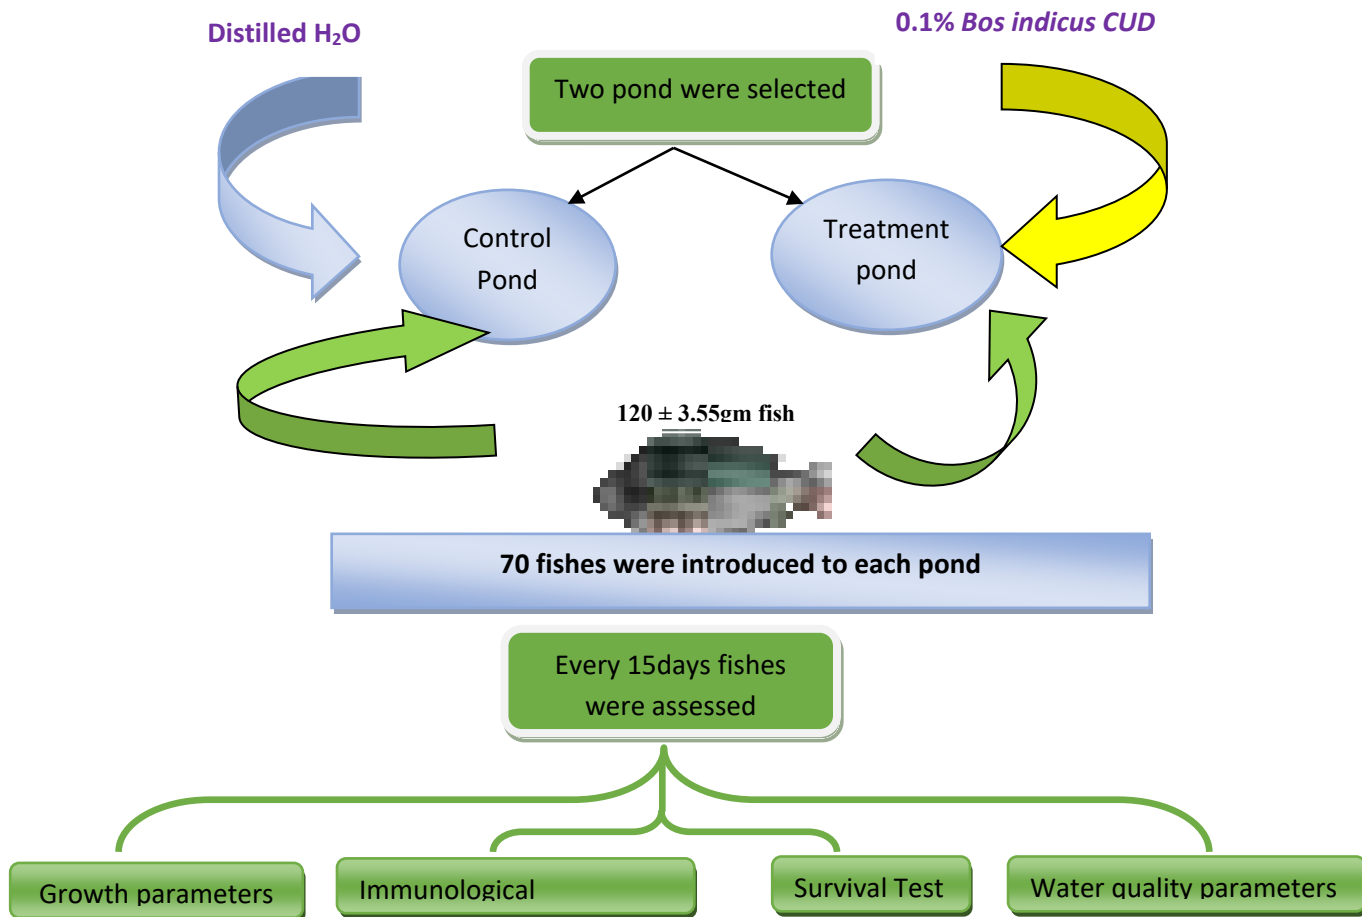 Distilled H₂O
0.1% Bos indicus CUD
Two pond were selected
Control
Pond
Treatment
pond
120 ± 3.55gm fish
70 fishes were introduced to each pond
Every 15days fishes
were assessed
Growth parameters
Immunological
Survival Test
Water quality parameters